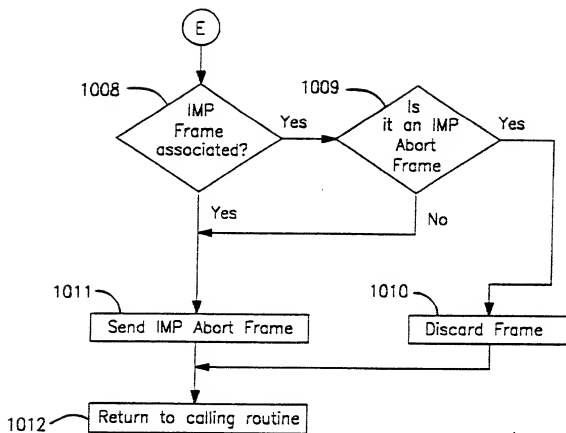 E
1008
IMP
Frame
associated?
Yes
1009
Is
it an IMP
Abort
Frame
Yes
Yes
No
1011
Send IMP Abort Frame
1010
Discard Frame
1012
Return to calling routine